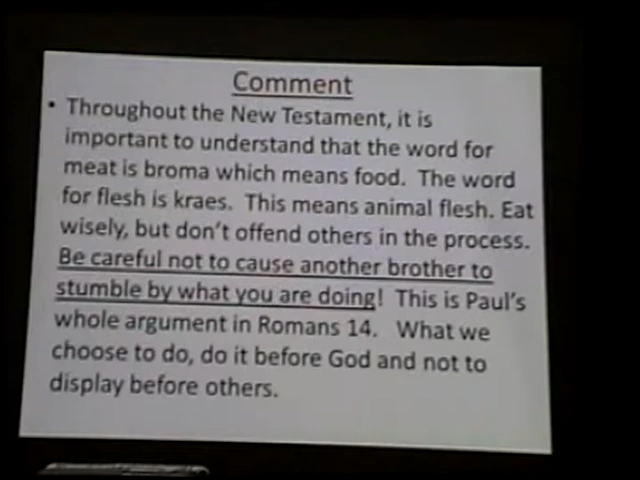 Comment
• Throughout the New Testament, it is
important to understand that the word for
meat is broma which means food.  The word
for flesh is kraes.  This means animal flesh. Eat
wisely, but don't offend others in the process.
Be careful not to cause another brother to
stumble by what you are doing!  This is Paul's
whole argument in Romans 14.   What we
choose to do, do it before God and not to
display before others.